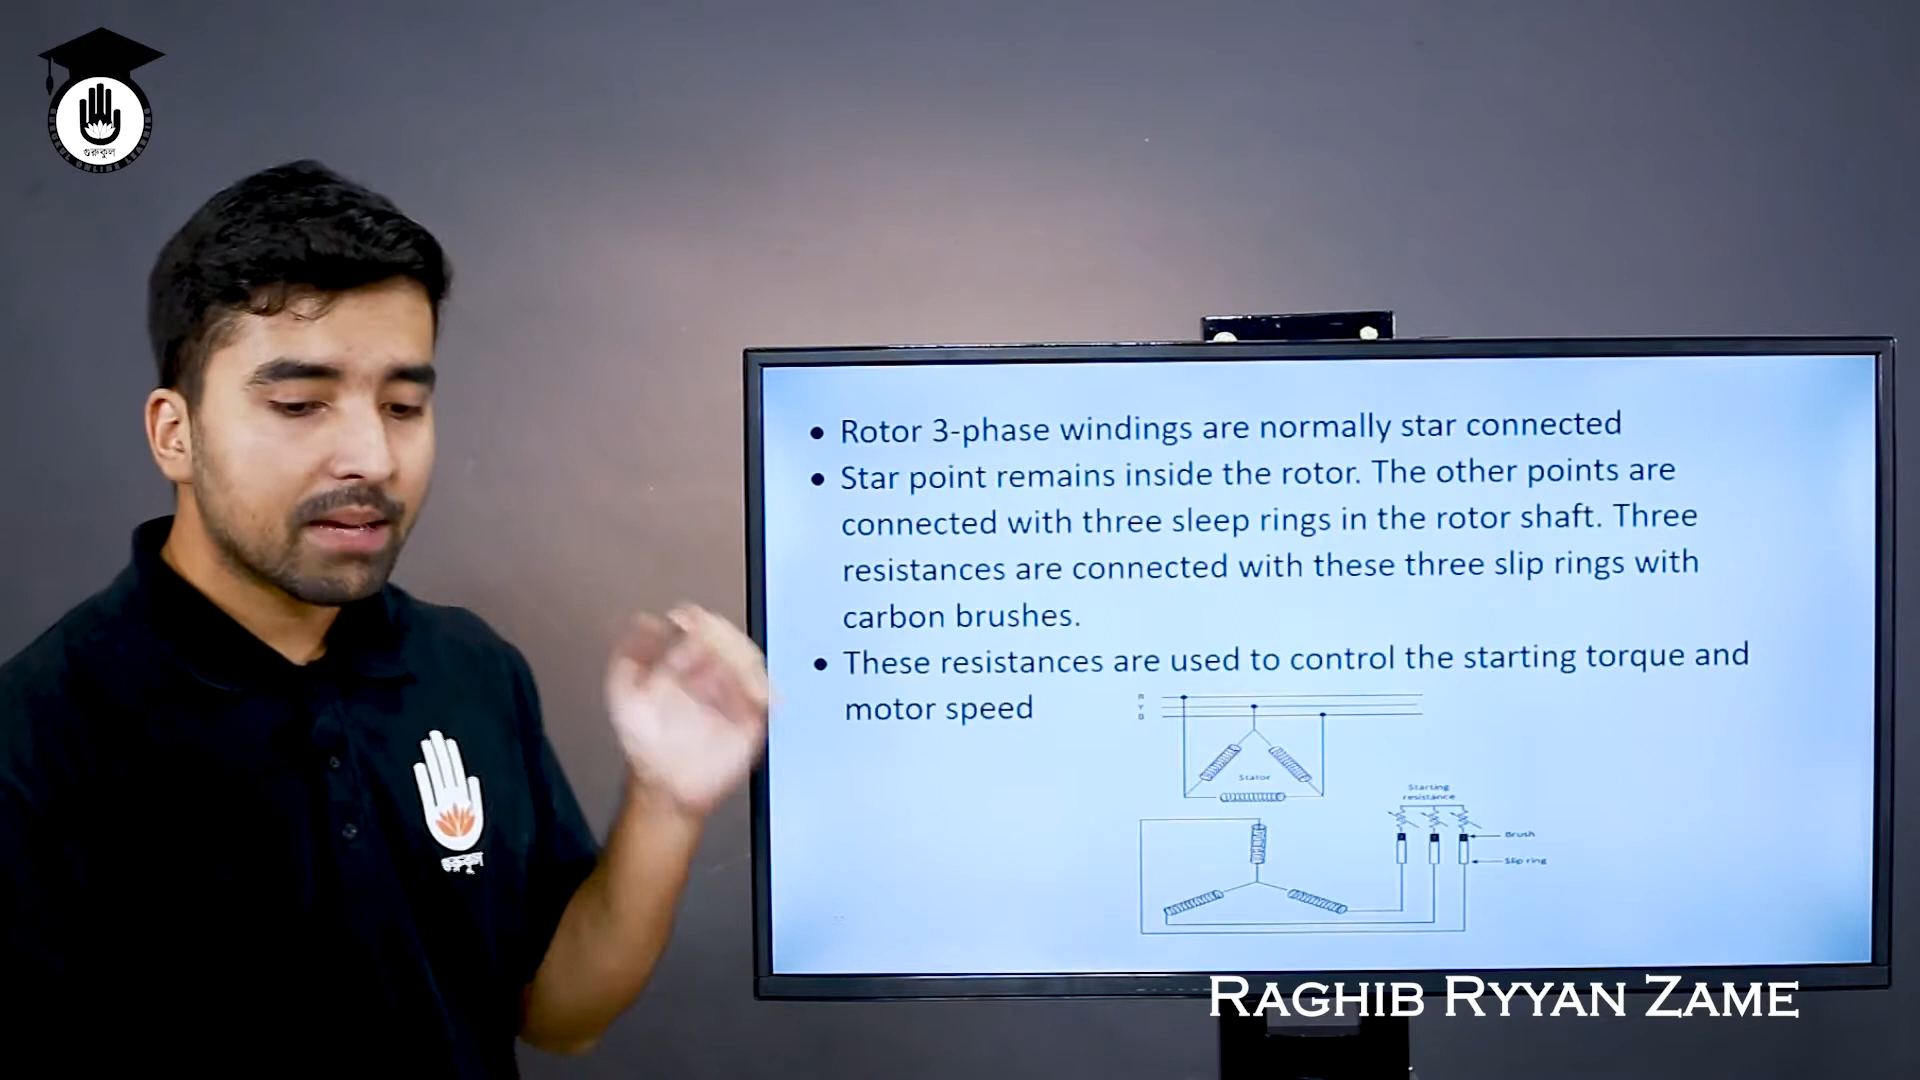 গুরুকুল
GURUKUL ONLINE LEARNING
• Rotor 3-phase windings are normally star connected
• Star point remains inside the rotor. The other points are
connected with three sleep rings in the rotor shaft. Three
resistances are connected with these three slip rings with
carbon brushes.
• These resistances are used to control the starting torque and
motor speed
R
Y
B
Stator
Starting
resistance
Brush
Slip ring
গুরুকুল
RAGHIB RYYAN ZAME